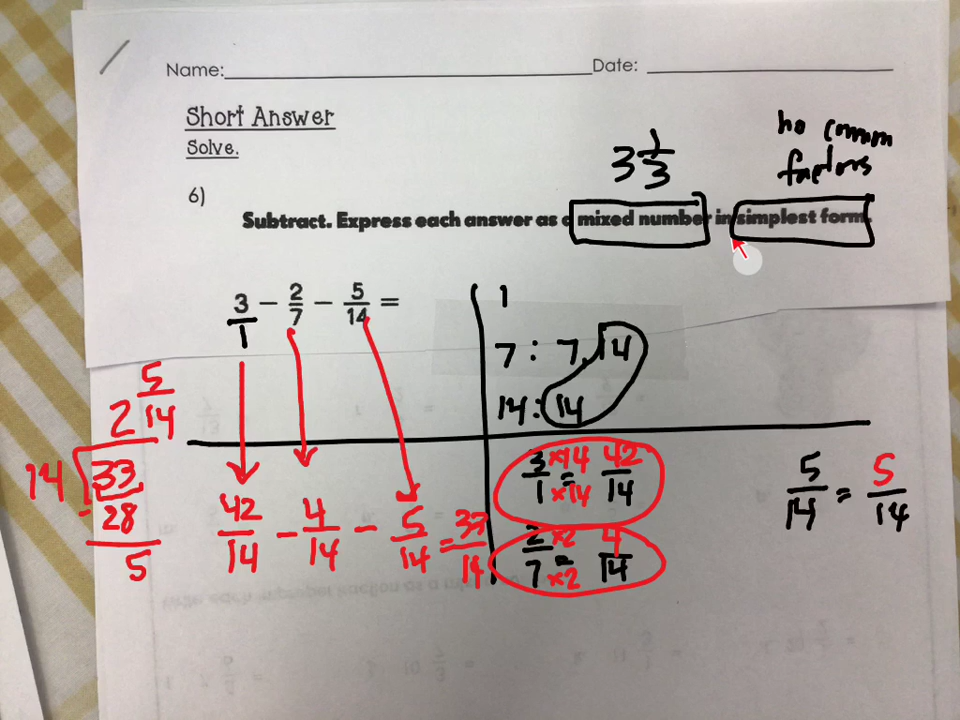 Name: Date:
Short Answer
Solve.
no common
factors
3 1/3
6)
Subtract. Express each answer as a mixed number in simplest form.
3/1 - 2/7 - 5/14 =
1
7: 7, 14
14: 14
2 5/14
14 33
- 28
5
42/14 - 4/14 - 5/14 = 33/14
3/1 ×14 = 42/14
×14
2/7 ×2 = 4/14
×2
5/14 = 5/14